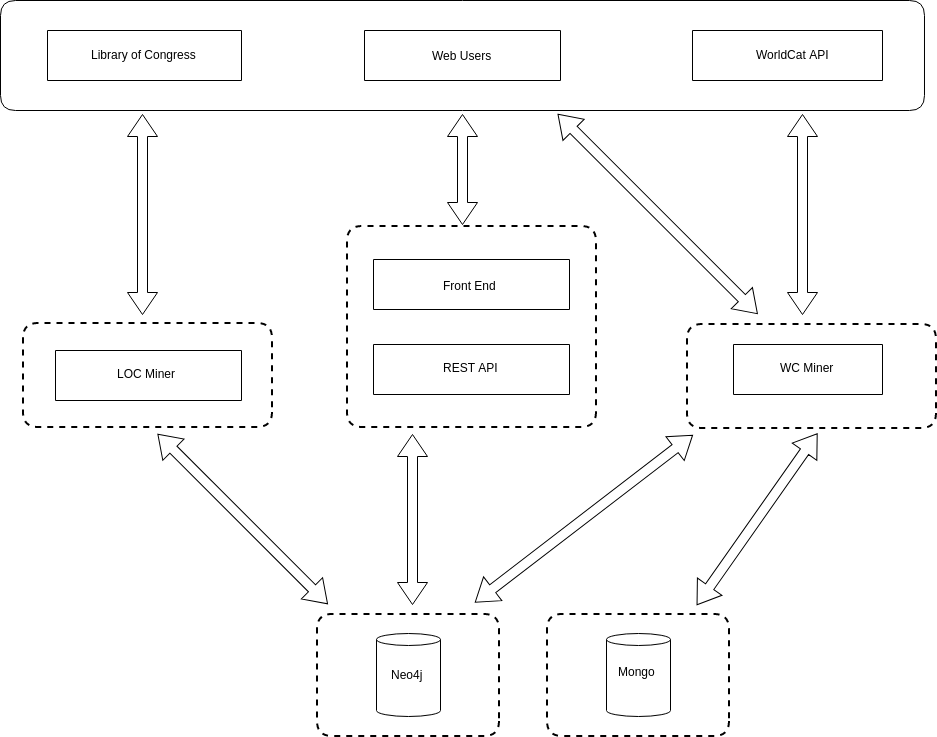 Library of Congress
Web Users
WorldCat API
Front End
REST API
LOC Miner
WC Miner
Neo4j
Mongo